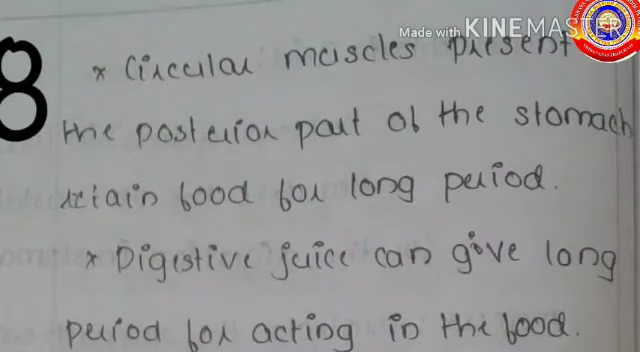 Made with KINEMASTER
8
* Circular muscles present
the posterior part of the stomach
retain food for long period.
* Digestive juice can give long
period for acting in the food.